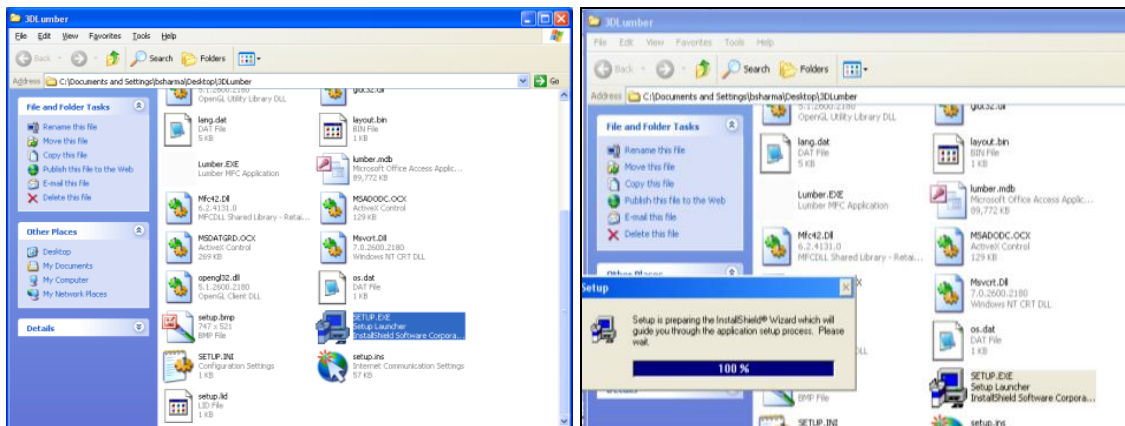 3DLumber
File Edit View Favorites Tools Help
Back Search Folders
Address C:\Documents and Settings\bsharma\Desktop\3DLumber Go
File and Folder Tasks
Rename this file
Move this file
Copy this file
Publish this file to the Web
E-mail this file
Delete this file
Other Places
Desktop
My Documents
My Computer
My Network Places
Details
5.1.2600.2180
OpenGL Utility Library DLL
glut32.dll
lang.dat
DAT File
5 KB
layout.bin
BIN File
1 KB
Lumber.EXE
Lumber MFC Application
lumber.mdb
Microsoft Office Access Applic...
89,772 KB
Mfc42.Dll
6.2.4131.0
MFCDLL Shared Library - Retai...
MSADODC.OCX
ActiveX Control
129 KB
MSDATGRD.OCX
ActiveX Control
269 KB
Msvcrt.Dll
7.0.2600.2180
Windows NT CRT DLL
opengl32.dll
5.1.2600.2180
OpenGL Client DLL
os.dat
DAT File
1 KB
setup.bmp
747 x 521
BMP File
SETUP.EXE
Setup Launcher
InstallShield Software Corpora...
SETUP.INI
Configuration Settings
1 KB
setup.ins
Internet Communication Settings
57 KB
setup.lid
LID File
1 KB
3DLumber
File Edit View Favorites Tools Help
Back Search Folders
Address C:\Documents and Settings\bsharma\Desktop\3DLumber
File and Folder Tasks
Rename this file
Move this file
Copy this file
Publish this file to the Web
E-mail this file
Delete this file
Other Places
5.1.2600.2180
OpenGL Utility Library DLL
lang.dat
DAT File
5 KB
layout.bin
BIN File
1 KB
Lumber.EXE
Lumber MFC Application
lumber.mdb
Microsoft Office Access Applic...
89,772 KB
Mfc42.Dll
6.2.4131.0
MFCDLL Shared Library - Retai...
MSADODC.OCX
ActiveX Control
129 KB
Msvcrt.Dll
7.0.2600.2180
Windows NT CRT DLL
os.dat
DAT File
1 KB
Setup
Setup is preparing the InstallShield® Wizard which will
guide you through the application setup process. Please
wait.
100 %
Details
BMP File
SETUP.EXE
Setup Launcher
InstallShield Software Corpora...
SETUP.INI
setup.ins